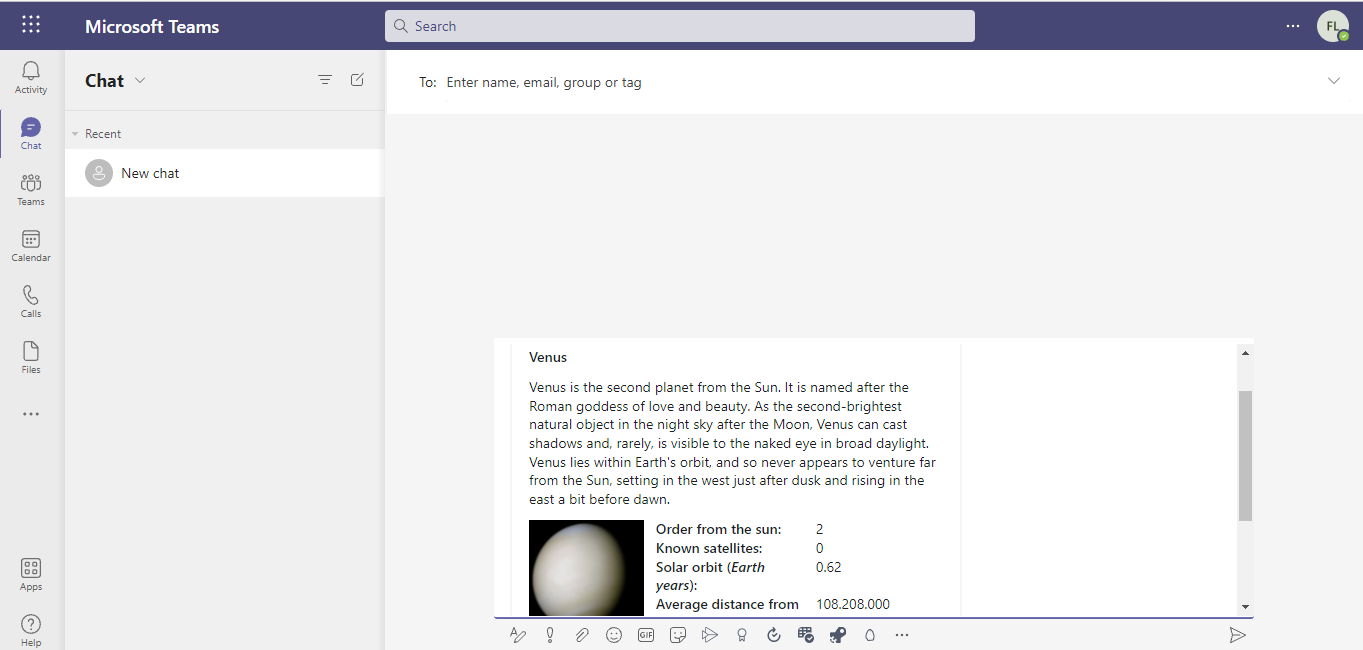 Microsoft Teams
Search
FL
Activity
Chat
Teams
Calendar
Calls
Files
Apps
Help
Chat
Recent
New chat
To: Enter name, email, group or tag
Venus
Venus is the second planet from the Sun. It is named after the
Roman goddess of love and beauty. As the second-brightest
natural object in the night sky after the Moon, Venus can cast
shadows and, rarely, is visible to the naked eye in broad daylight.
Venus lies within Earth's orbit, and so never appears to venture far
from the Sun, setting in the west just after dusk and rising in the
east a bit before dawn.
Order from the sun: 2
Known satellites: 0
Solar orbit (Earth 0.62
years):
Average distance from 108.208.000
GIF